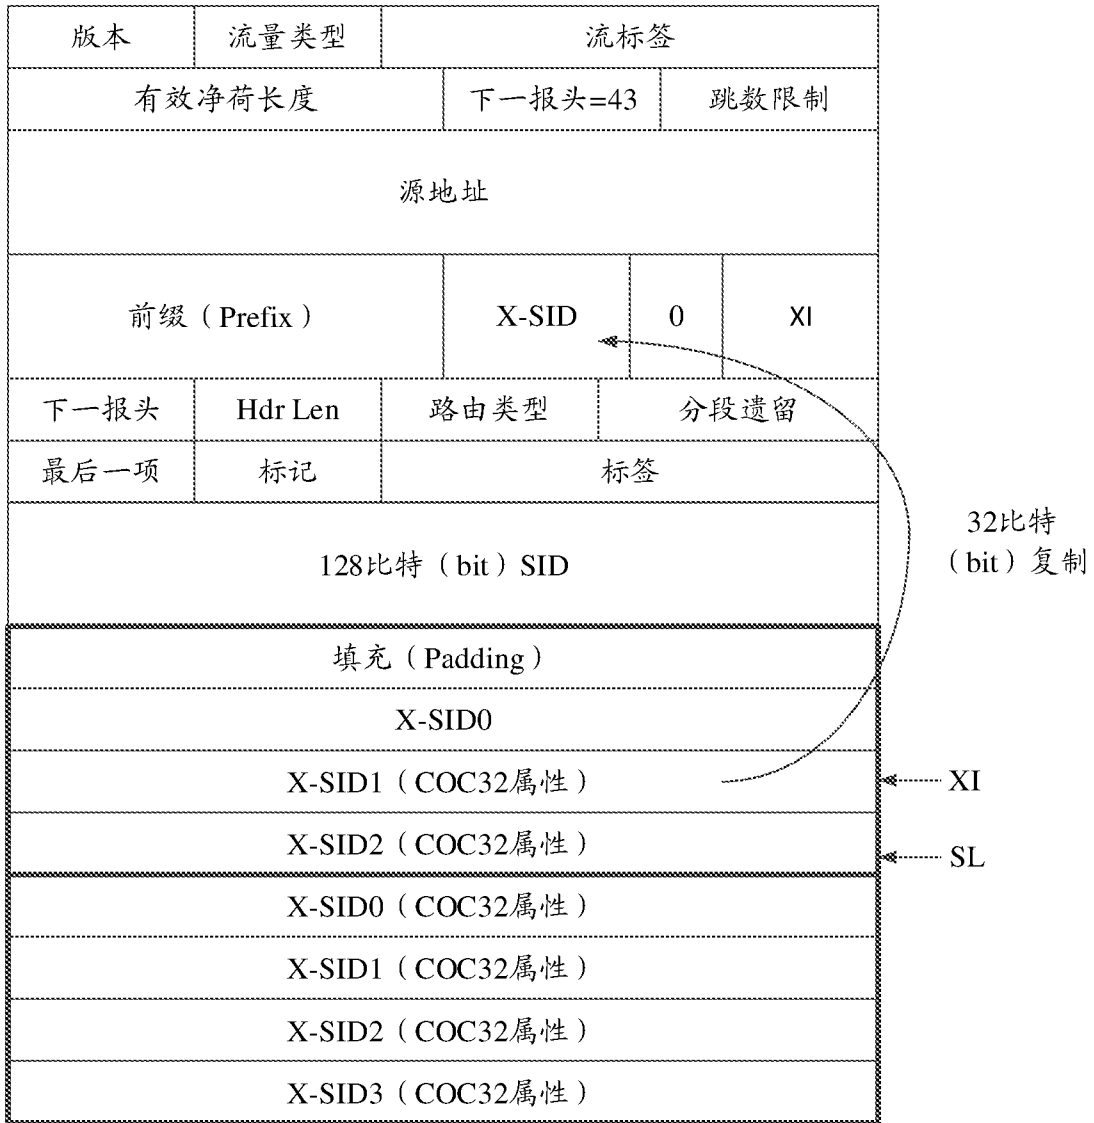 版本 流量类型 流标签
有效净荷长度 下一报头=43 跳数限制
源地址
前缀（Prefix） X-SID 0 XI
下一报头 Hdr Len 路由类型 分段遗留
最后一项 标记 标签
32比特
（bit）复制
128比特（bit）SID
填充（Padding）
X-SID0
X-SID1（COC32属性） XI
X-SID2（COC32属性） SL
X-SID0（COC32属性）
X-SID1（COC32属性）
X-SID2（COC32属性）
X-SID3（COC32属性）